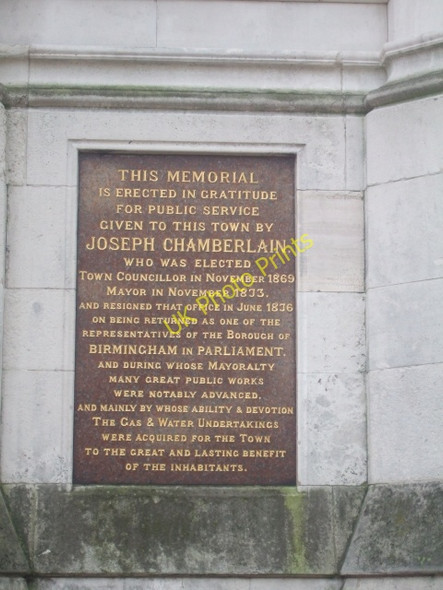 THIS MEMORIAL
IS ERECTED IN GRATITUDE
FOR PUBLIC SERVICE
GIVEN TO THIS TOWN BY
JOSEPH CHAMBERLAIN
WHO WAS ELECTED
TOWN COUNCILLOR IN NOVEMBER 1869
MAYOR IN NOVEMBER 1833,
AND RESIGNED THAT OFFICE IN JUNE 1836
ON BEING RETURNED AS ONE OF THE
REPRESENTATIVES OF THE BOROUGH OF
BIRMINGHAM IN PARLIAMENT,
AND DURING WHOSE MAYORALTY
MANY GREAT PUBLIC WORKS
WERE NOTABLY ADVANCED,
AND MAINLY BY WHOSE ABILITY & DEVOTION
THE GAS & WATER UNDERTAKINGS
WERE ACQUIRED FOR THE TOWN
TO THE GREAT AND LASTING BENEFIT
OF THE INHABITANTS.
UK-Photo Prints